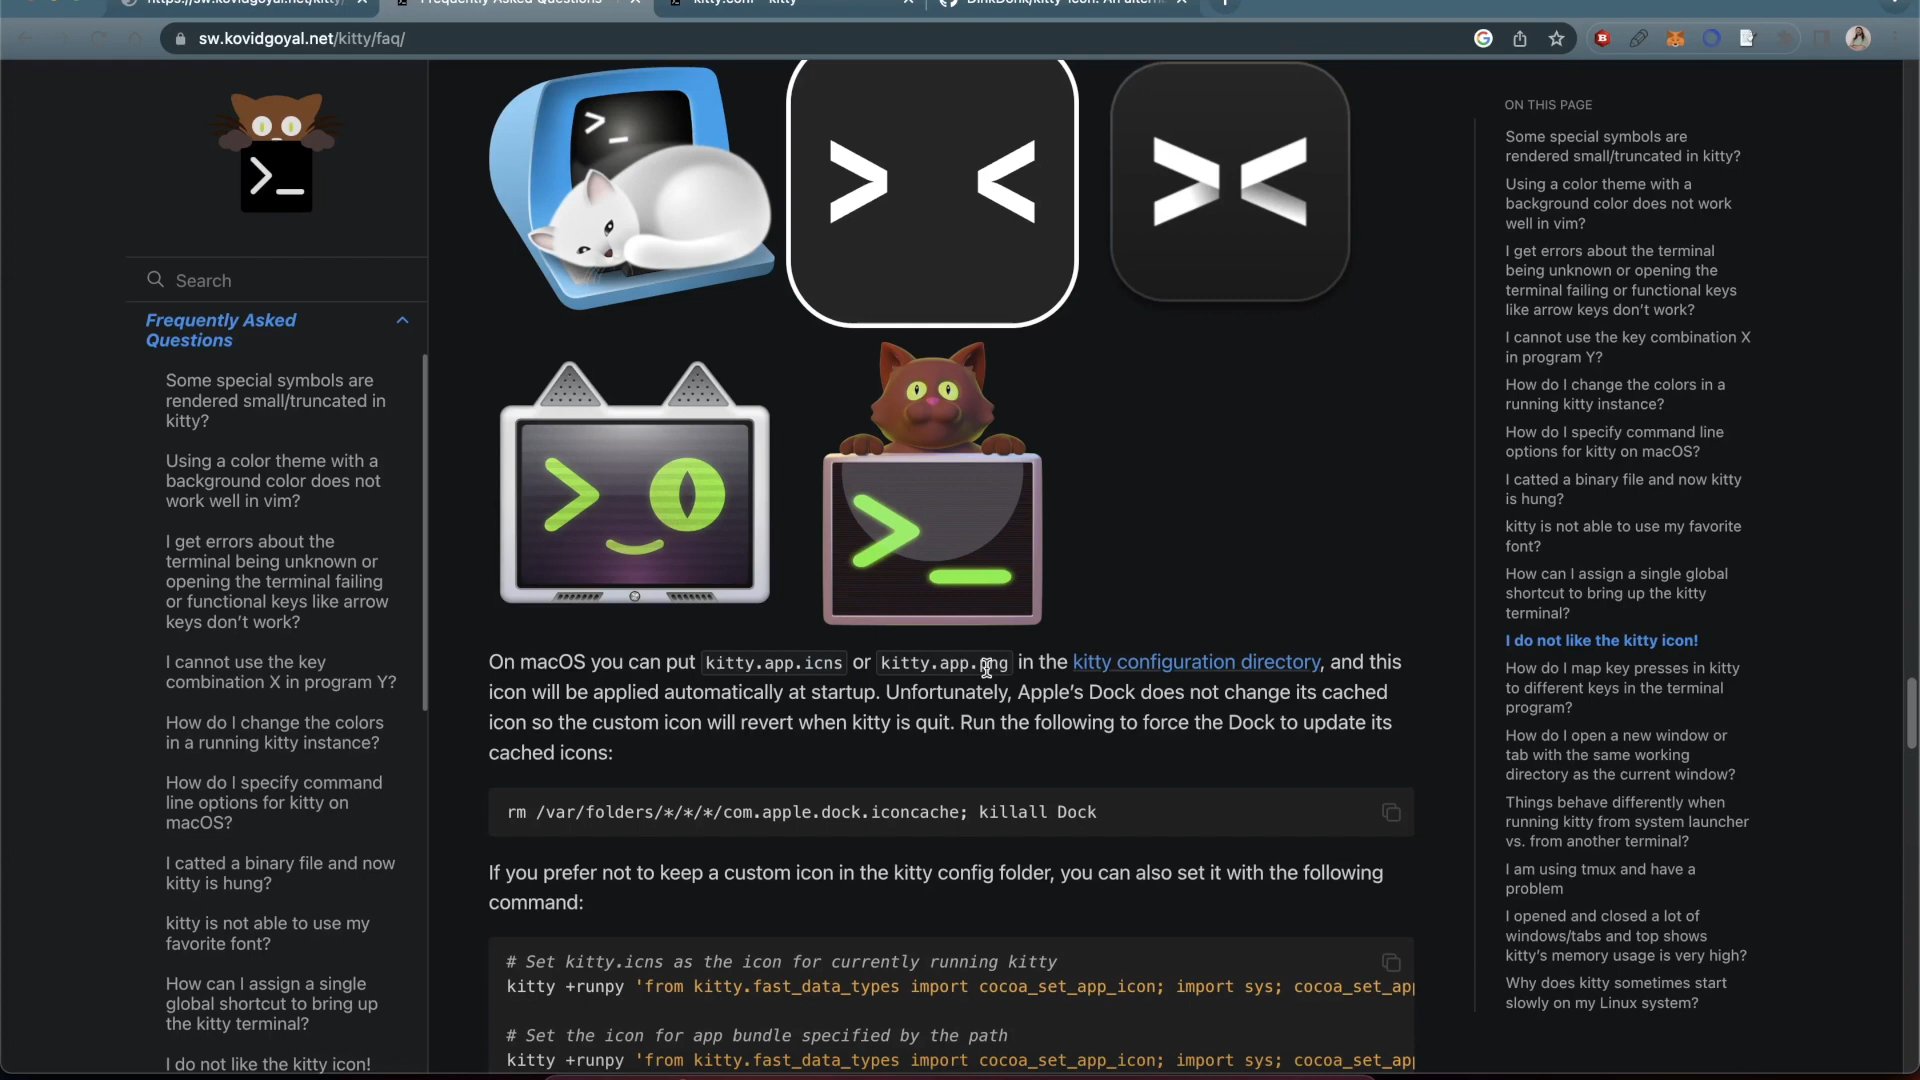 https://sw.kovidgoyal.net/kitty/
Frequently Asked Questions
kitty.conf - kitty
sw.kovidgoyal.net/kitty/faq/
>_
Search
Frequently Asked
Questions
Some special symbols are
rendered small/truncated in
kitty?
Using a color theme with a
background color does not
work well in vim?
I get errors about the
terminal being unknown or
opening the terminal failing
or functional keys like arrow
keys don’t work?
I cannot use the key
combination X in program Y?
How do I change the colors
in a running kitty instance?
How do I specify command
line options for kitty on
macOS?
I catted a binary file and now
kitty is hung?
kitty is not able to use my
favorite font?
How can I assign a single
global shortcut to bring up
the kitty terminal?
I do not like the kitty icon!
>_
> <
>
>_
On macOS you can put kitty.app.icns or kitty.app.png in the kitty configuration directory, and this
icon will be applied automatically at startup. Unfortunately, Apple’s Dock does not change its cached
icon so the custom icon will revert when kitty is quit. Run the following to force the Dock to update its
cached icons:
rm /var/folders/*/*/*/com.apple.dock.iconcache; killall Dock
If you prefer not to keep a custom icon in the kitty config folder, you can also set it with the following
command:
# Set kitty.icns as the icon for currently running kitty
kitty +runpy 'from kitty.fast_data_types import cocoa_set_app_icon; import sys; cocoa_set_app
# Set the icon for app bundle specified by the path
kitty +runpy 'from kitty.fast_data_types import cocoa_set_app_icon; import sys; cocoa_set_app
ON THIS PAGE
Some special symbols are
rendered small/truncated in kitty?
Using a color theme with a
background color does not work
well in vim?
I get errors about the terminal
being unknown or opening the
terminal failing or functional keys
like arrow keys don’t work?
I cannot use the key combination X
in program Y?
How do I change the colors in a
running kitty instance?
How do I specify command line
options for kitty on macOS?
I catted a binary file and now kitty
is hung?
kitty is not able to use my favorite
font?
How can I assign a single global
shortcut to bring up the kitty
terminal?
I do not like the kitty icon!
How do I map key presses in kitty
to different keys in the terminal
program?
How do I open a new window or
tab with the same working
directory as the current window?
Things behave differently when
running kitty from system launcher
vs. from another terminal?
I am using tmux and have a
problem
I opened and closed a lot of
windows/tabs and top shows
kitty’s memory usage is very high?
Why does kitty sometimes start
slowly on my Linux system?